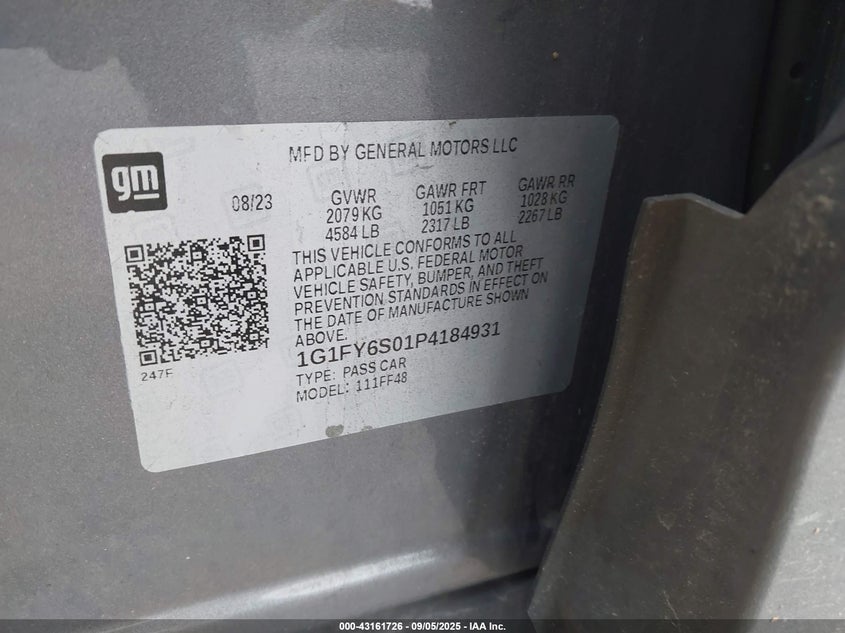 gm
MFD BY GENERAL MOTORS LLC
08/23
GVWR GAWR FRT GAWR RR
2079 KG 1051 KG 1028 KG
4584 LB 2317 LB 2267 LB
THIS VEHICLE CONFORMS TO ALL
APPLICABLE U.S. FEDERAL MOTOR
VEHICLE SAFETY, BUMPER, AND THEFT
PREVENTION STANDARDS IN EFFECT ON
THE DATE OF MANUFACTURE SHOWN
ABOVE.
1G1FY6S01P4184931
TYPE: PASS CAR
MODEL: 111FF48
000-43161726 - 09/05/2025 - IAA Inc.